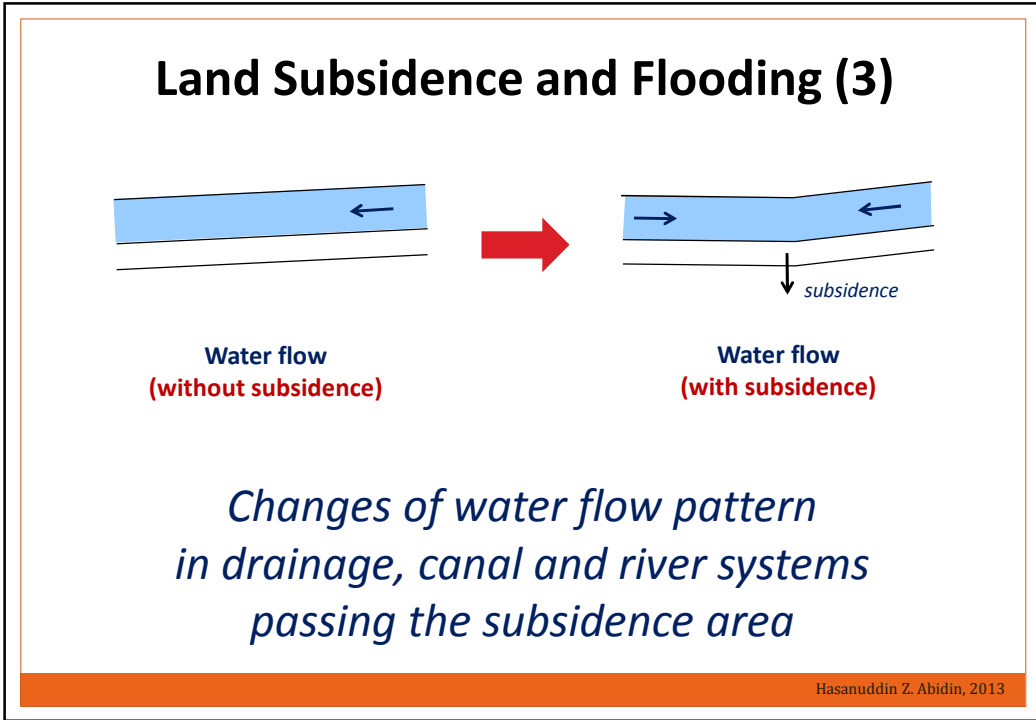 Land Subsidence and Flooding (3)
subsidence
Water flow
(without subsidence)
Water flow
(with subsidence)
Changes of water flow pattern
in drainage, canal and river systems
passing the subsidence area
Hasanuddin Z. Abidin, 2013